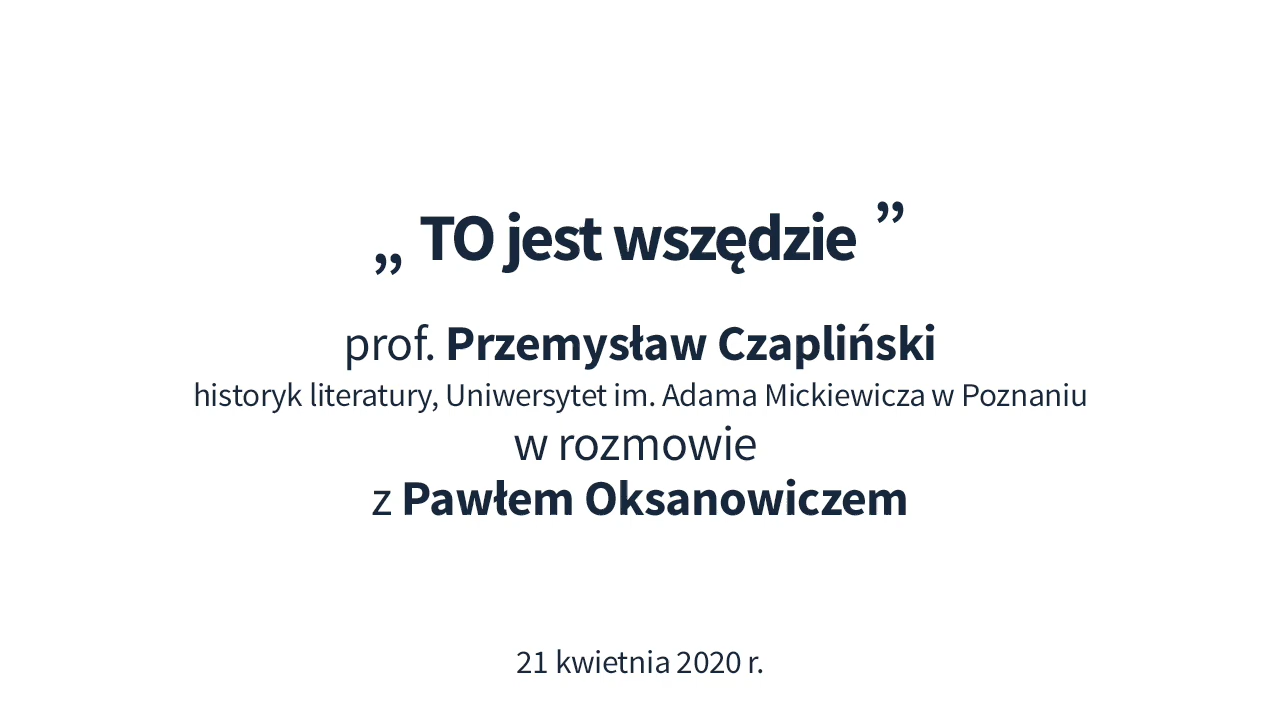 „ TO jest wszędzie ”
prof. Przemysław Czapliński
historyk literatury, Uniwersytet im. Adama Mickiewicza w Poznaniu
w rozmowie
z Pawłem Oksanowiczem
21 kwietnia 2020 r.